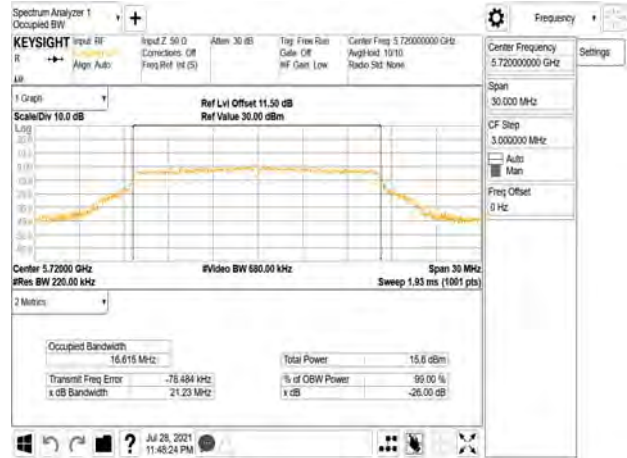 Spectrum Analyzer 1
Occupied BW
Frequency
KEYSIGHT Input: RF
R
Align: Auto
Input Z: 50 Ω
Corrections: Off
Freq Ref: Int (S)
Atten: 30 dB
Trig: Free Run
Gate: Off
#IF Gain: Low
Center Freq: 5.720000000 GHz
Avg|Hold: 10/10
Radio Std: None
Center Frequency
5.720000000 GHz
Settings
Span
30.000 MHz
CF Step
3.000000 MHz
Auto
Man
Freq Offset
0 Hz
1 Graph
Scale/Div 10.0 dB
Ref Lvl Offset 11.50 dB
Ref Value 30.00 dBm
Log
Center 5.72000 GHz
#Res BW 220.00 kHz
#Video BW 680.00 kHz
Span 30 MHz
Sweep 1.93 ms (1001 pts)
2 Metrics
Occupied Bandwidth
16.615 MHz
Total Power 15.6 dBm
Transmit Freq Error -76.484 kHz
% of OBW Power 99.00 %
x dB Bandwidth 21.23 MHz
x dB -26.00 dB
?
Jul 28, 2021
11:48:24 PM